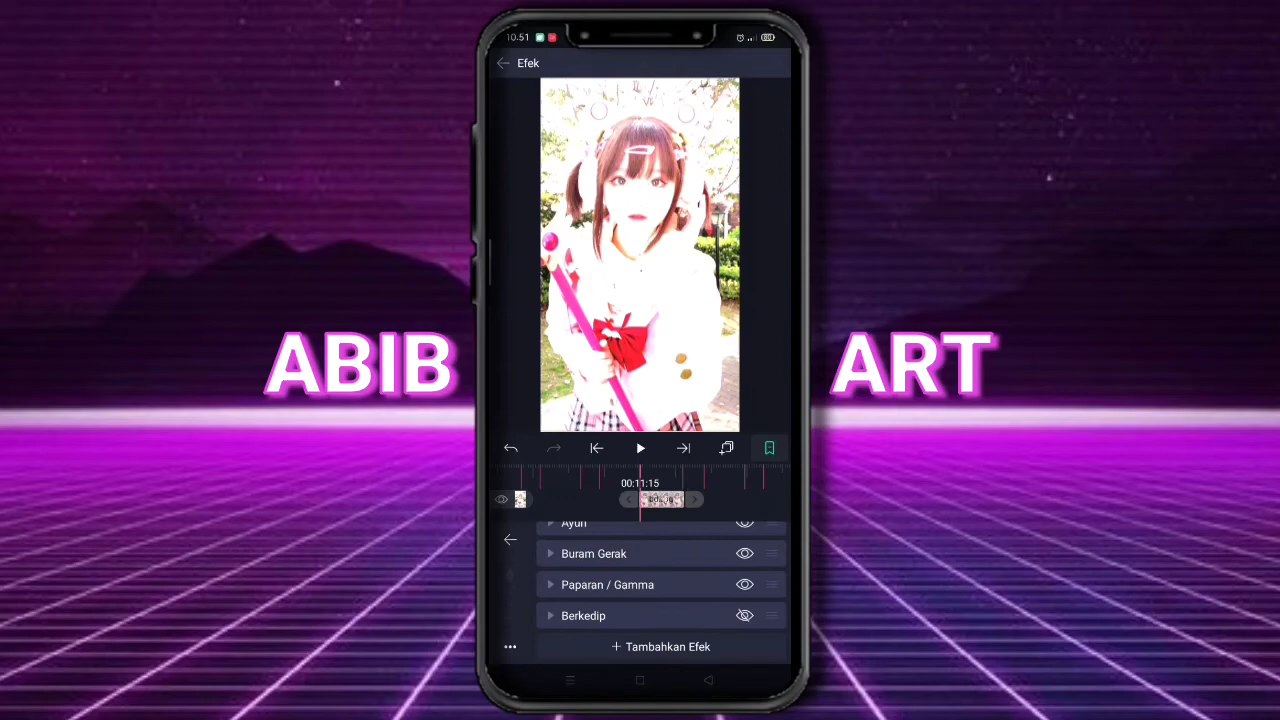 10.51
Efek
ABIB
ART
00:11:15
Ayun
Buram Gerak
Paparan / Gamma
Berkedip
+ Tambahkan Efek